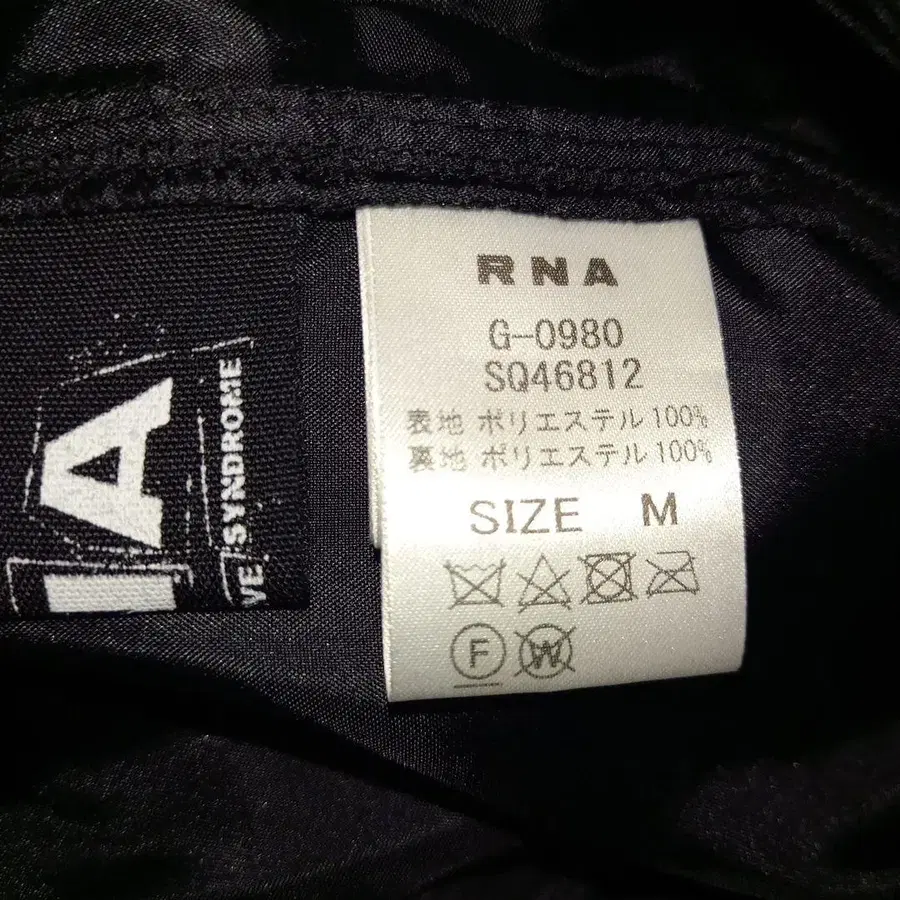 RNA
G-0980
SQ46812
表地 ポリエステル 100%
裏地 ポリエステル 100%
SIZE M
F
W
A
SYNDROME
VE